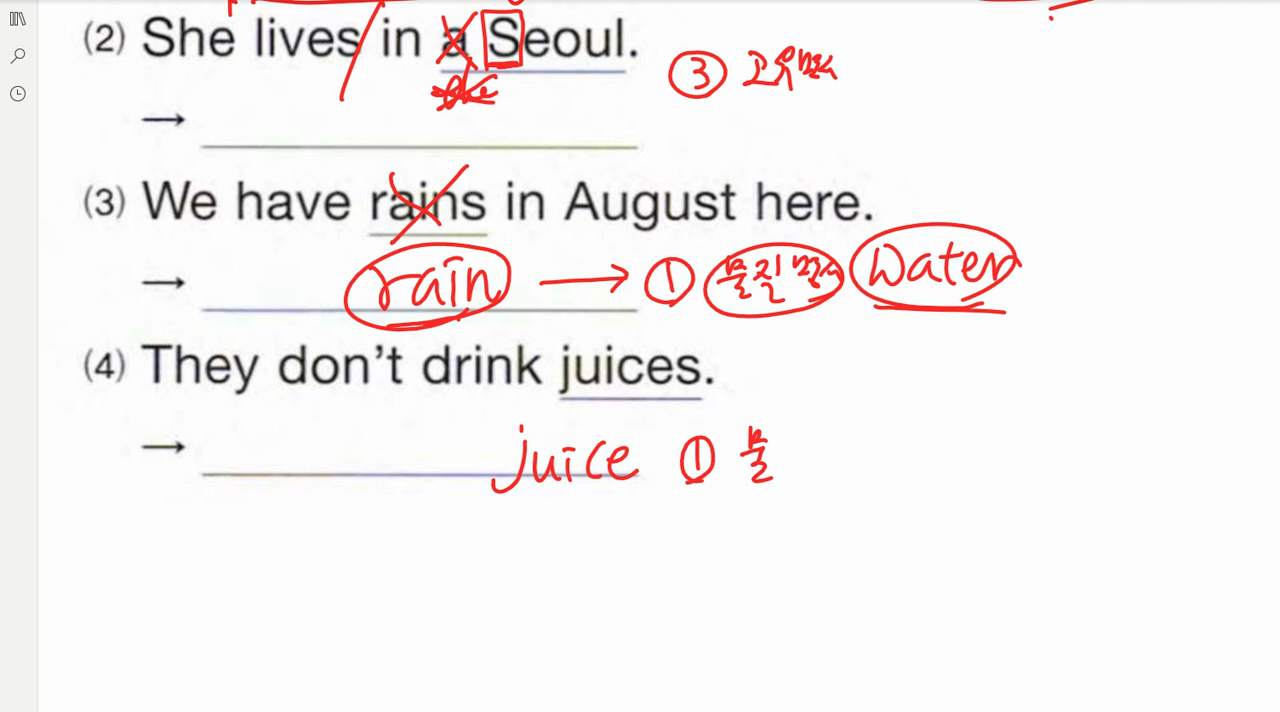 (2) She lives in a Seoul.
③ 고유명사
→
(3) We have rains in August here.
→ rain → ① 물질명사 Water
(4) They don't drink juices.
→ juice ① 물